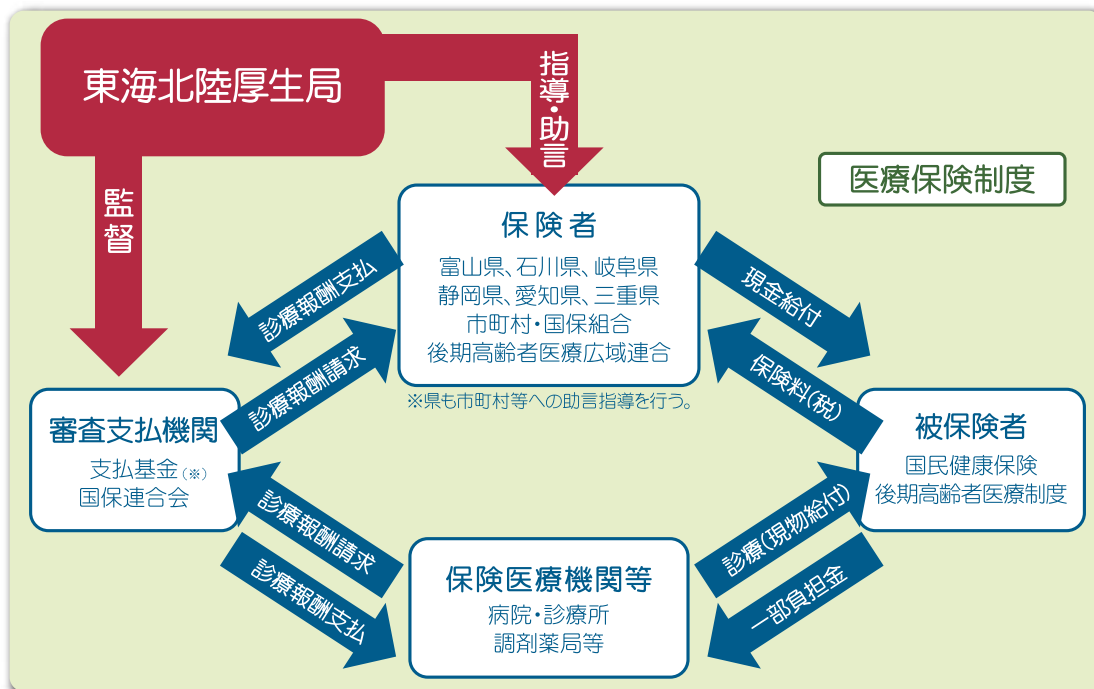 東海北陸厚生局
指導・助言
監督
医療保険制度
保険者
富山県、石川県、岐阜県
静岡県、愛知県、三重県
市町村・国保組合
後期高齢者医療広域連合
※県も市町村等への助言指導を行う。
診療報酬支払
診療報酬請求
現金給付
保険料(税)
審査支払機関
支払基金(※)
国保連合会
被保険者
国民健康保険
後期高齢者医療制度
診療報酬請求
診療報酬支払
診療(現物給付)
一部負担金
保険医療機関等
病院・診療所
調剤薬局等